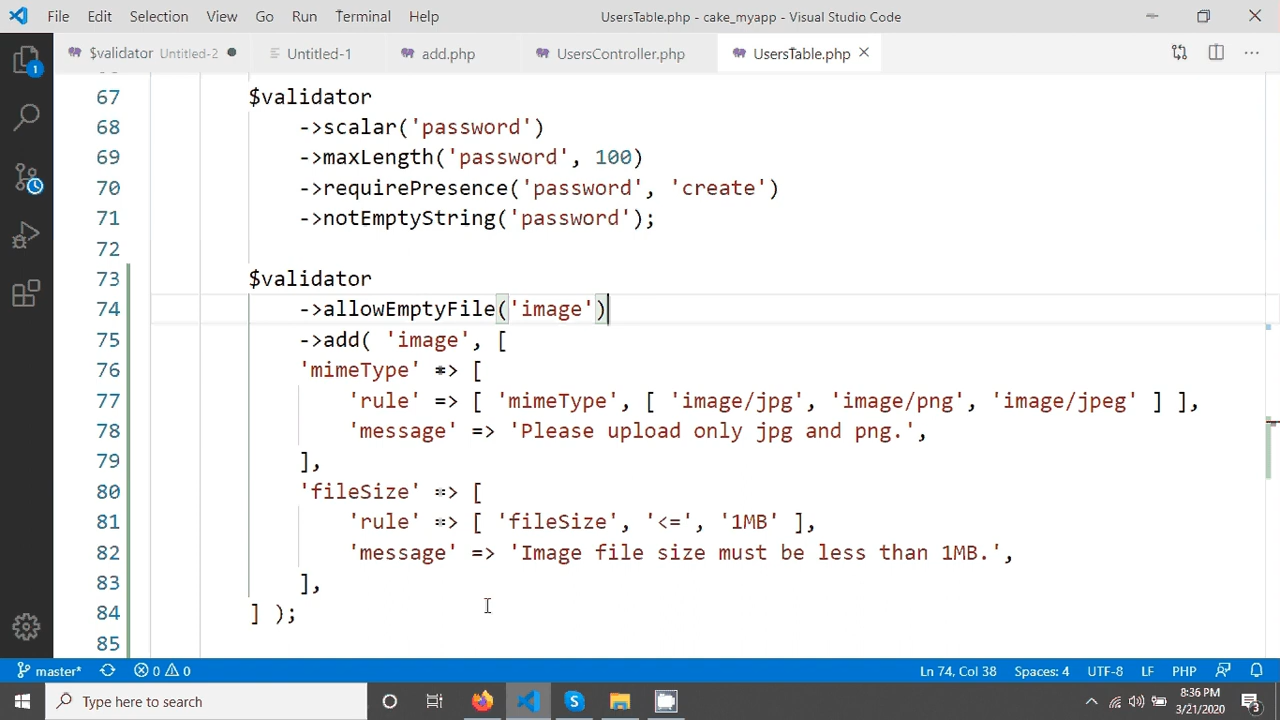 File Edit Selection View Go Run Terminal Help UsersTable.php - cake_myapp - Visual Studio Code
$validator Untitled-2 Untitled-1 add.php UsersController.php UsersTable.php
1
67 $validator
68 ->scalar('password')
69 ->maxLength('password', 100)
70 ->requirePresence('password', 'create')
71 ->notEmptyString('password');
72
73 $validator
74 ->allowEmptyFile('image')
75 ->add( 'image', [
76 'mimeType' => [
77 'rule' => [ 'mimeType', [ 'image/jpg', 'image/png', 'image/jpeg' ] ],
78 'message' => 'Please upload only jpg and png.',
79 ],
80 'fileSize' => [
81 'rule' => [ 'fileSize', '<=', '1MB' ],
82 'message' => 'Image file size must be less than 1MB.',
83 ],
84 ] );
85
master* 0 0 Ln 74, Col 38 Spaces: 4 UTF-8 LF PHP
Type here to search 8:36 PM
3/21/2020 3